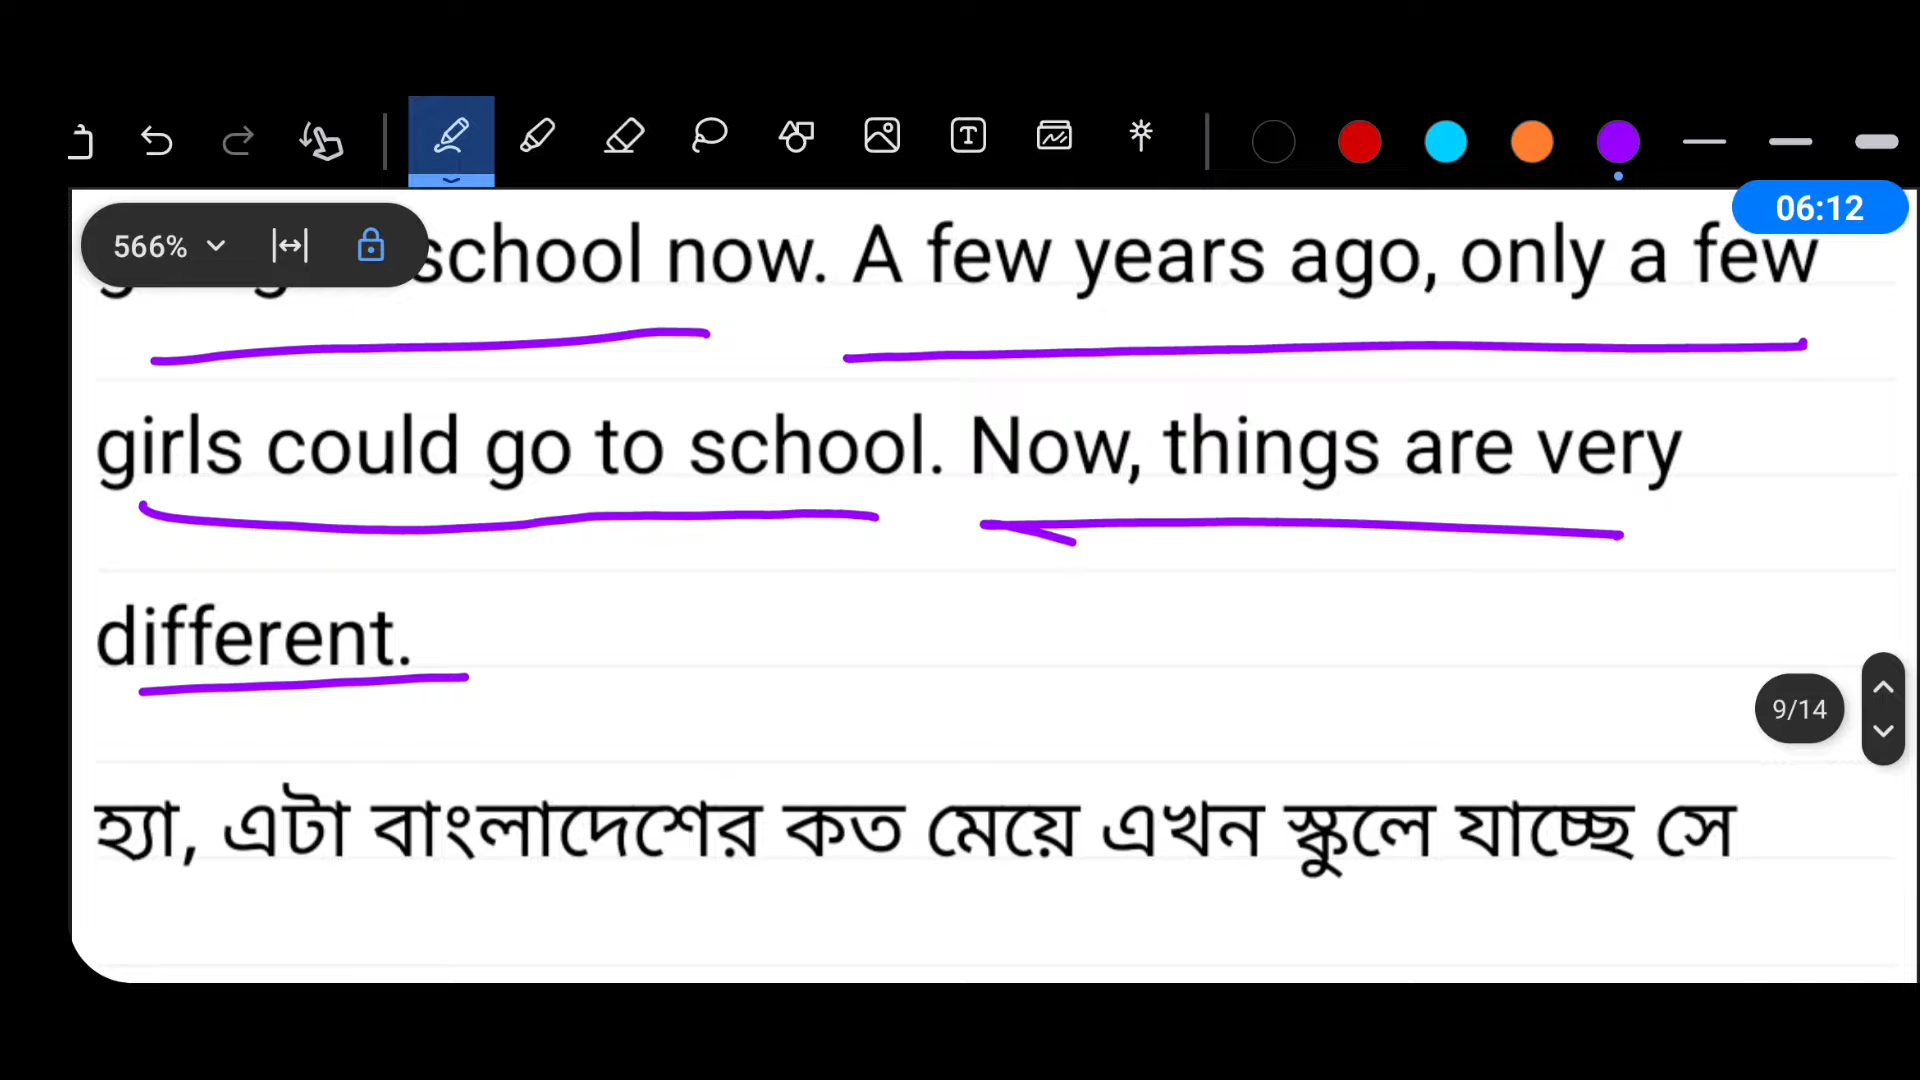 566%
06:12
school now. A few years ago, only a few
girls could go to school. Now, things are very
different.
9/14
হ্যা, এটা বাংলাদেশের কত মেয়ে এখন স্কুলে যাচ্ছে সে